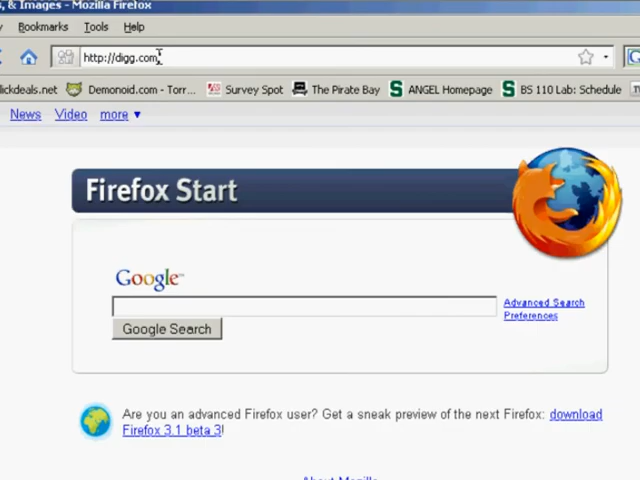 s, & Images - Mozilla Firefox
y Bookmarks Tools Help
http://digg.com
lickdeals.net Demonoid.com - Torr... Survey Spot The Pirate Bay ANGEL Homepage BS 110 Lab: Schedule
News Video more ▼
Firefox Start
Google™
Advanced Search
Preferences
Google Search
Are you an advanced Firefox user? Get a sneak preview of the next Firefox: download
Firefox 3.1 beta 3!
About Mozilla